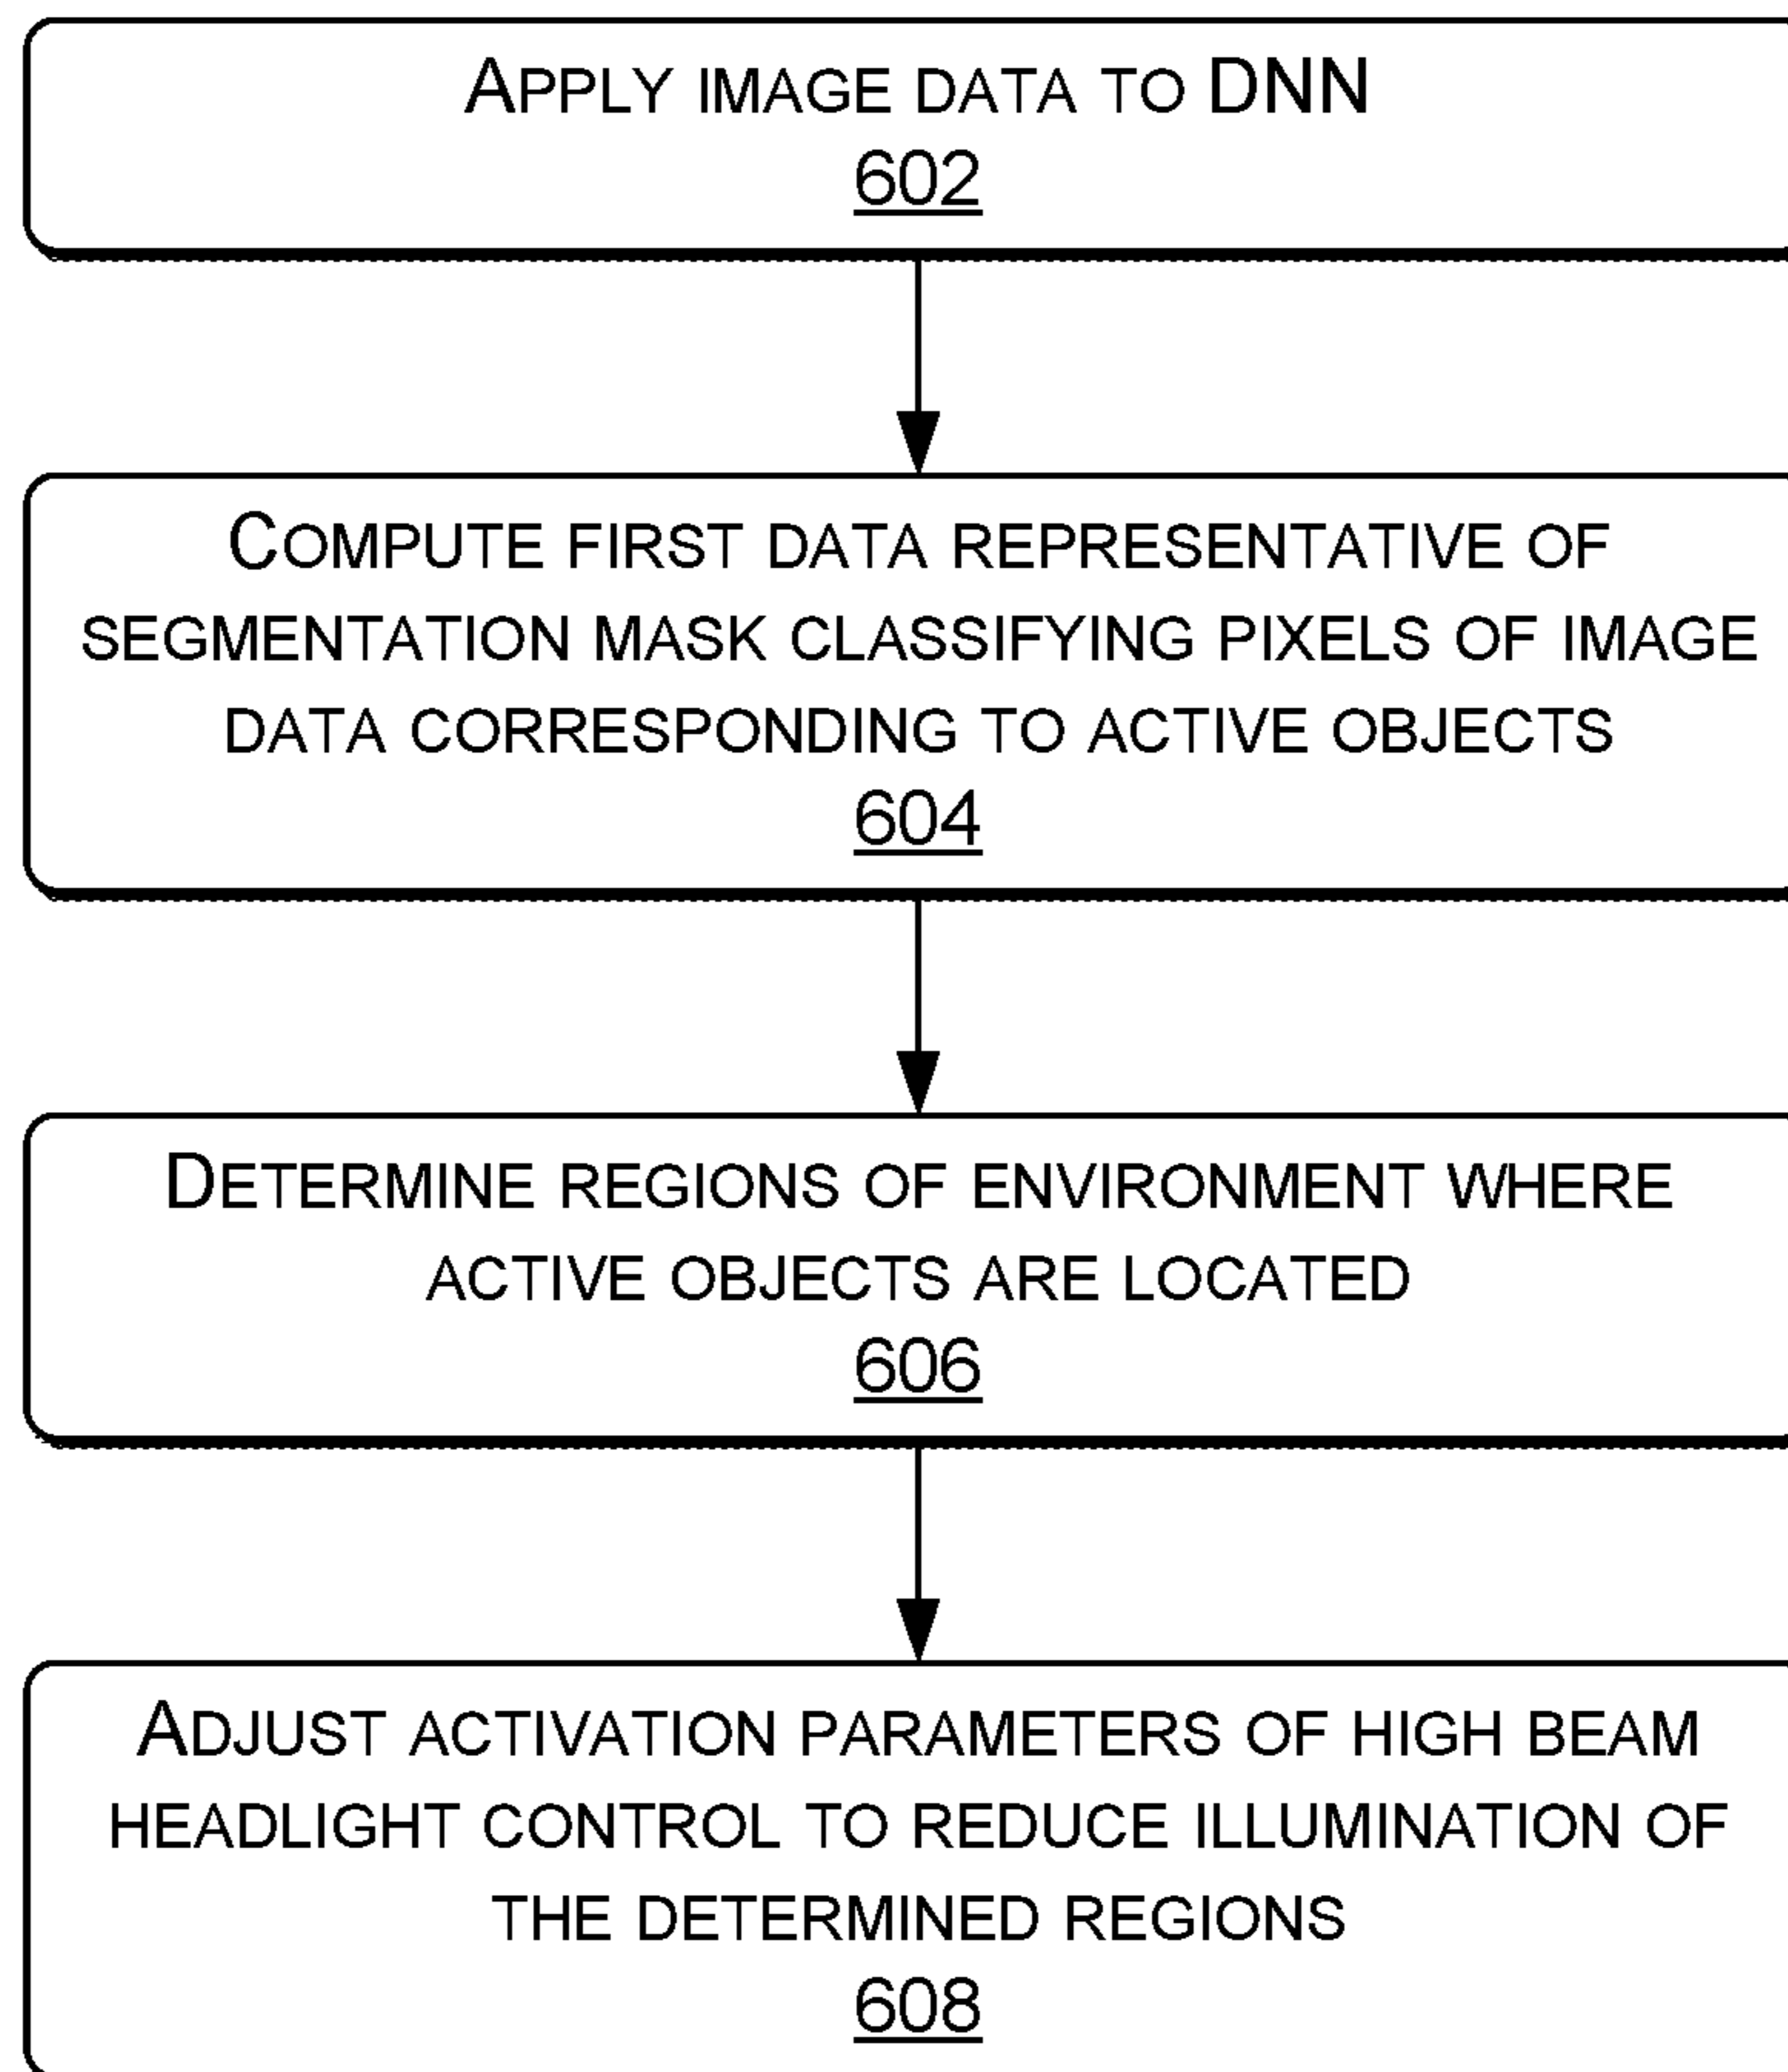 APPLY IMAGE DATA TO DNN
602
COMPUTE FIRST DATA REPRESENTATIVE OF
SEGMENTATION MASK CLASSIFYING PIXELS OF IMAGE
DATA CORRESPONDING TO ACTIVE OBJECTS
604
DETERMINE REGIONS OF ENVIRONMENT WHERE
ACTIVE OBJECTS ARE LOCATED
606
ADJUST ACTIVATION PARAMETERS OF HIGH BEAM
HEADLIGHT CONTROL TO REDUCE ILLUMINATION OF
THE DETERMINED REGIONS
608